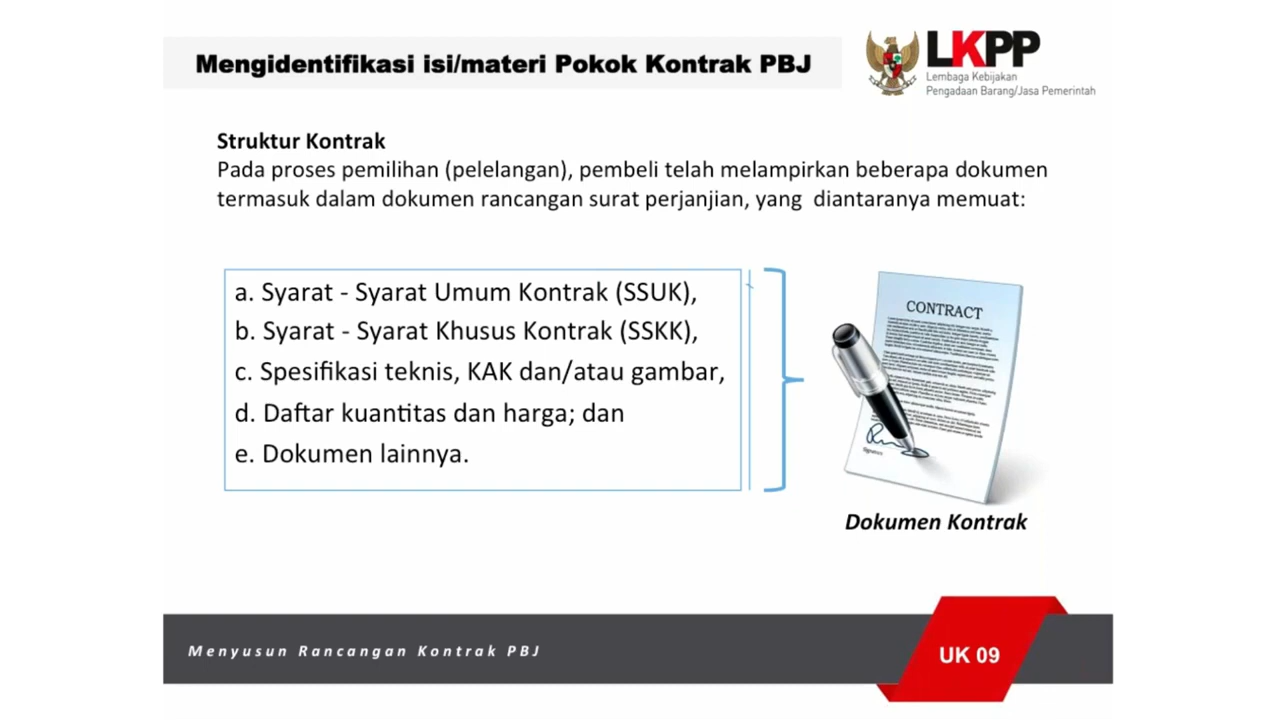 Mengidentifikasi isi/materi Pokok Kontrak PBJ
LKPP
Lembaga Kebijakan
Pengadaan Barang/Jasa Pemerintah
Struktur Kontrak
Pada proses pemilihan (pelelangan), pembeli telah melampirkan beberapa dokumen
termasuk dalam dokumen rancangan surat perjanjian, yang  diantaranya memuat:
a. Syarat - Syarat Umum Kontrak (SSUK),
b. Syarat - Syarat Khusus Kontrak (SSKK),
c. Spesifikasi teknis, KAK dan/atau gambar,
d. Daftar kuantitas dan harga; dan
e. Dokumen lainnya.
CONTRACT
Signature
Dokumen Kontrak
Menyusun Rancangan Kontrak PBJ
UK 09